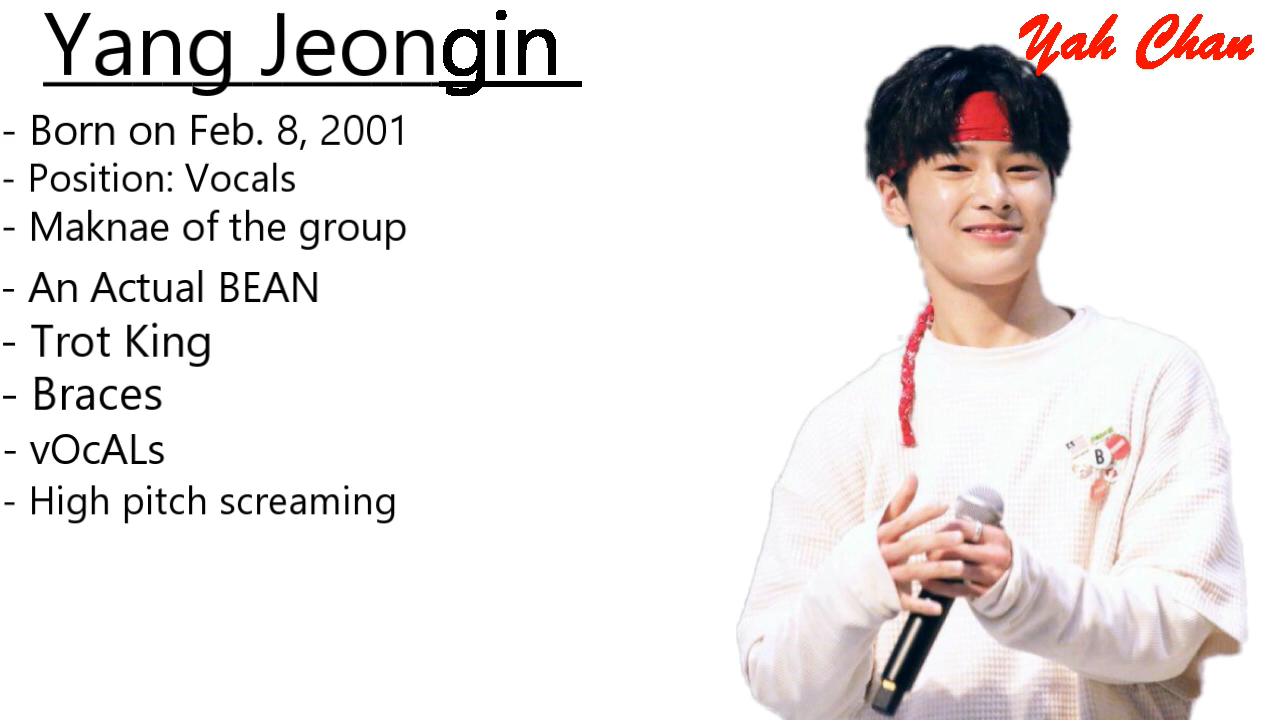 Yang Jeongin
Yah Chan
- Born on Feb. 8, 2001
- Position: Vocals
- Maknae of the group
- An Actual BEAN
- Trot King
- Braces
- vOcALs
- High pitch screaming
B